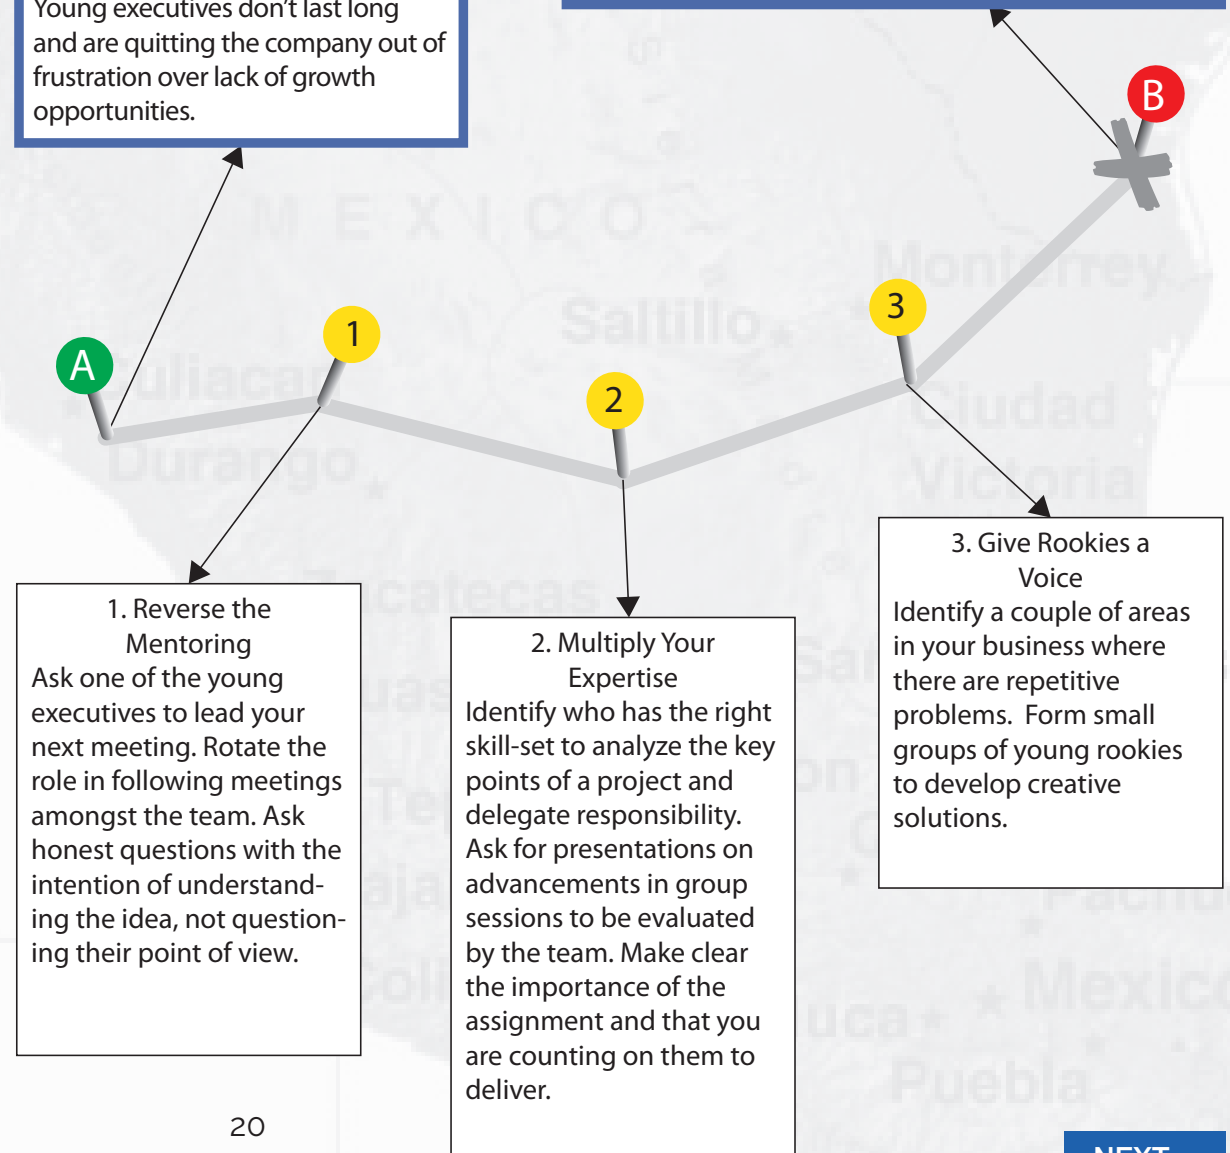 Young executives don't last long
and are quitting the company out of
frustration over lack of growth
opportunities.
B
MEXICO
Monterrey
Saltillo
3
1
A
2
Culiacan
Ciudad
Victoria
Durango
Zacatecas
3. Give Rookies a
Voice
Identify a couple of areas
in your business where
there are repetitive
problems. Form small
groups of young rookies
to develop creative
solutions.
1. Reverse the
Mentoring
Ask one of the young
executives to lead your
next meeting. Rotate the
role in following meetings
amongst the team. Ask
honest questions with the
intention of understand-
ing the idea, not question-
ing their point of view.
2. Multiply Your
Expertise
Identify who has the right
skill-set to analyze the key
points of a project and
delegate responsibility.
Ask for presentations on
advancements in group
sessions to be evaluated
by the team. Make clear
the importance of the
assignment and that you
are counting on them to
deliver.
Mexico
Puebla
20
NEXT